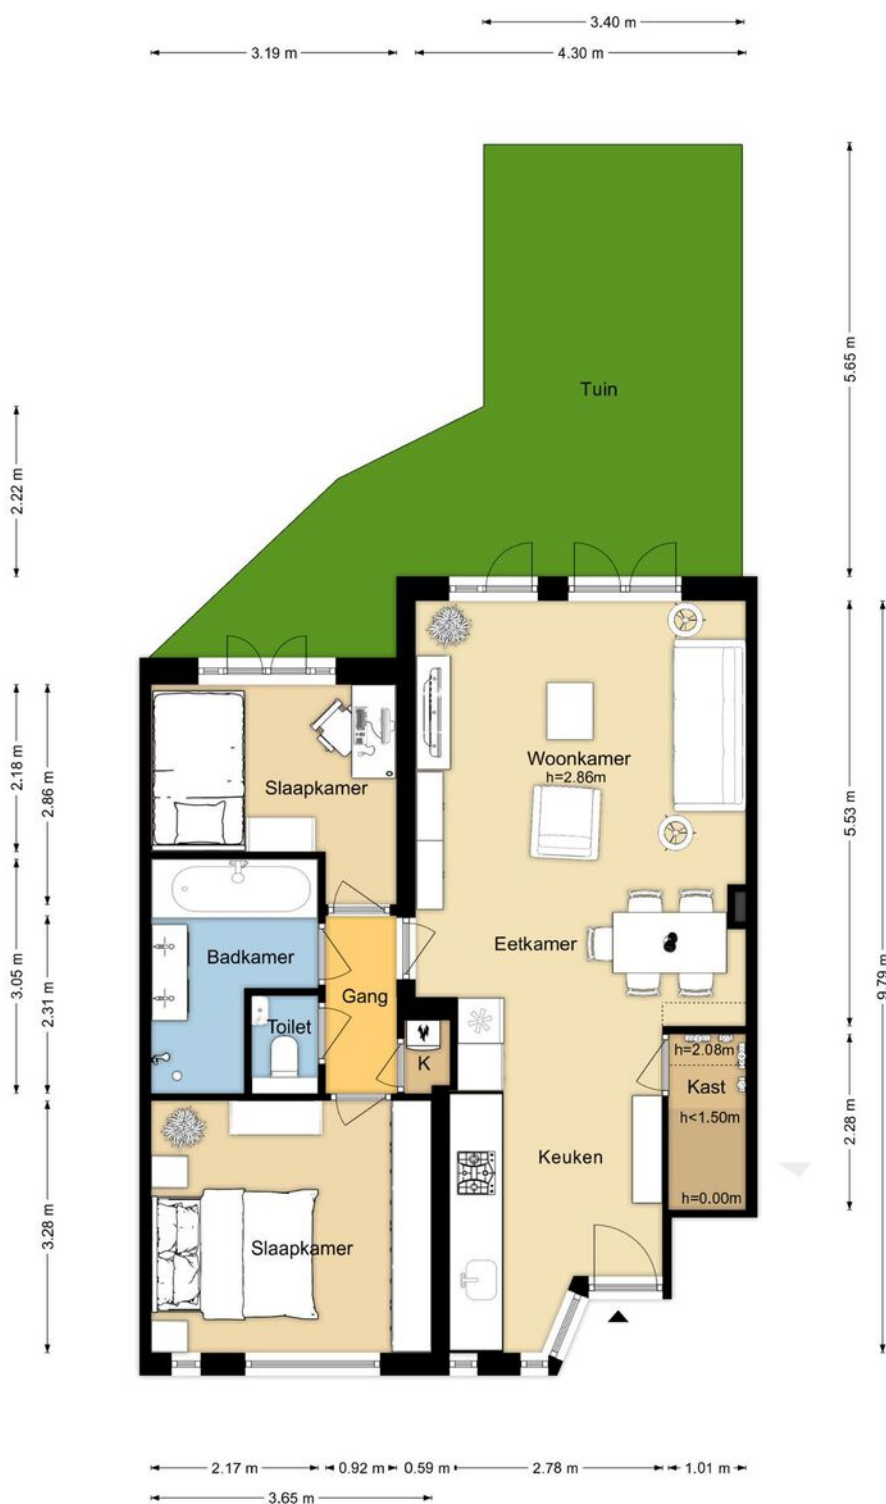 3.40 m
3.19 m
4.30 m
5.65 m
Tuin
2.22 m
Woonkamer
h=2.86m
Slaapkamer
2.18 m
2.86 m
5.53 m
Eetkamer
Badkamer
Gang
Toilet
3.05 m
2.31 m
9.79 m
K
h=2.08m
Kast
h<1.50m
h=0.00m
2.28 m
Keuken
Slaapkamer
3.28 m
2.17 m
0.92 m
0.59 m
2.78 m
1.01 m
3.65 m